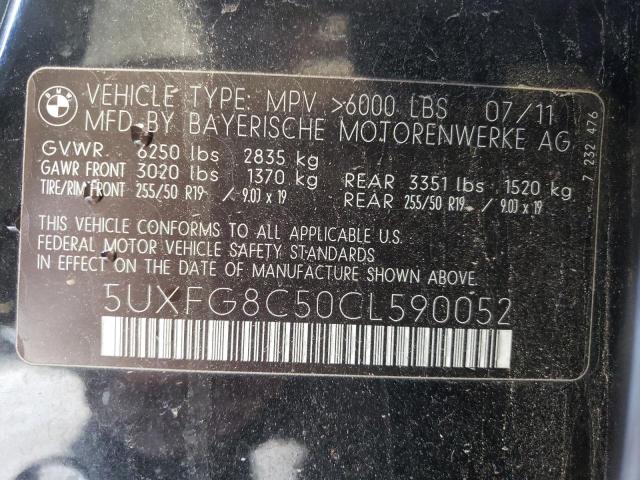 BMW VEHICLE TYPE: MPV >6000 LBS 07/11
MFD-BY BAYERISCHE MOTORENWERKE AG
GVWR 6250 lbs 2835 kg
GAWR FRONT 3020 lbs 1370 kg REAR 3351 lbs 1520 kg
TIRE/RIM FRONT 255/50 R19 / 9.0J x 19 REAR 255/50 R19 / 9.0J x 19
THIS VEHICLE CONFORMS TO ALL APPLICABLE U.S.
FEDERAL MOTOR VEHICLE SAFETY STANDARDS
IN EFFECT ON THE DATE OF MANUFACTURE SHOWN ABOVE.
5UXFG8C50CL590052
7 232 476